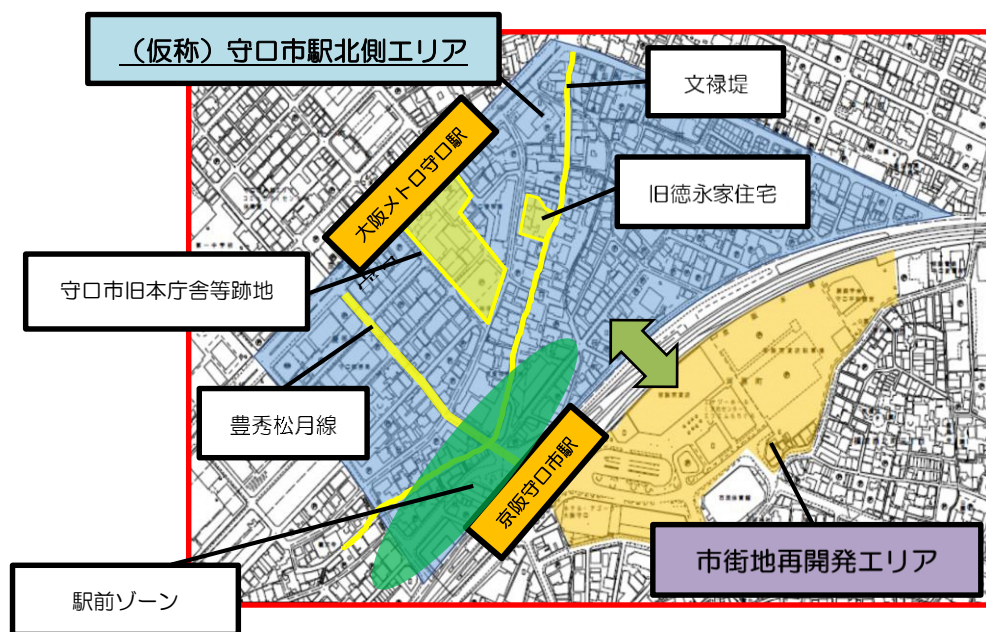 （仮称）守口市駅北側エリア
文禄堤
大阪メトロ守口駅
旧徳永家住宅
守口市旧本庁舎等跡地
豊秀松月線
京阪守口市駅
市街地再開発エリア
駅前ゾーン